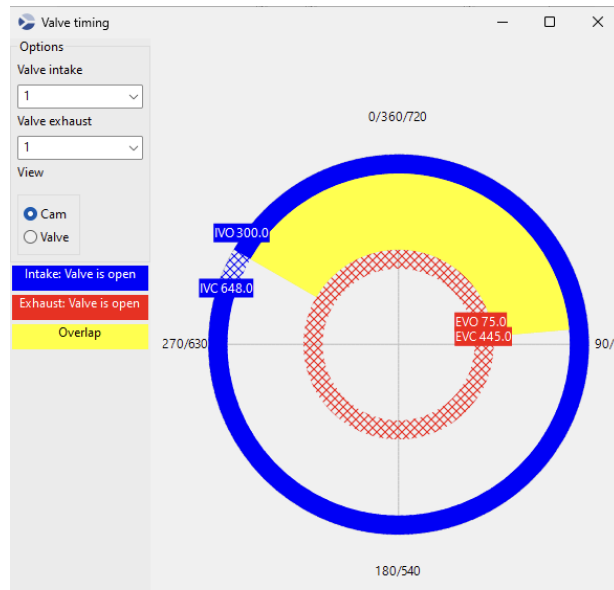 Valve timing
Options
Valve intake
1
Valve exhaust
1
View
Cam
Valve
Intake: Valve is open
Exhaust: Valve is open
Overlap
0/360/720
IVO 300.0
IVC 648.0
EVO 75.0
EVC 445.0
270/630
90/
180/540